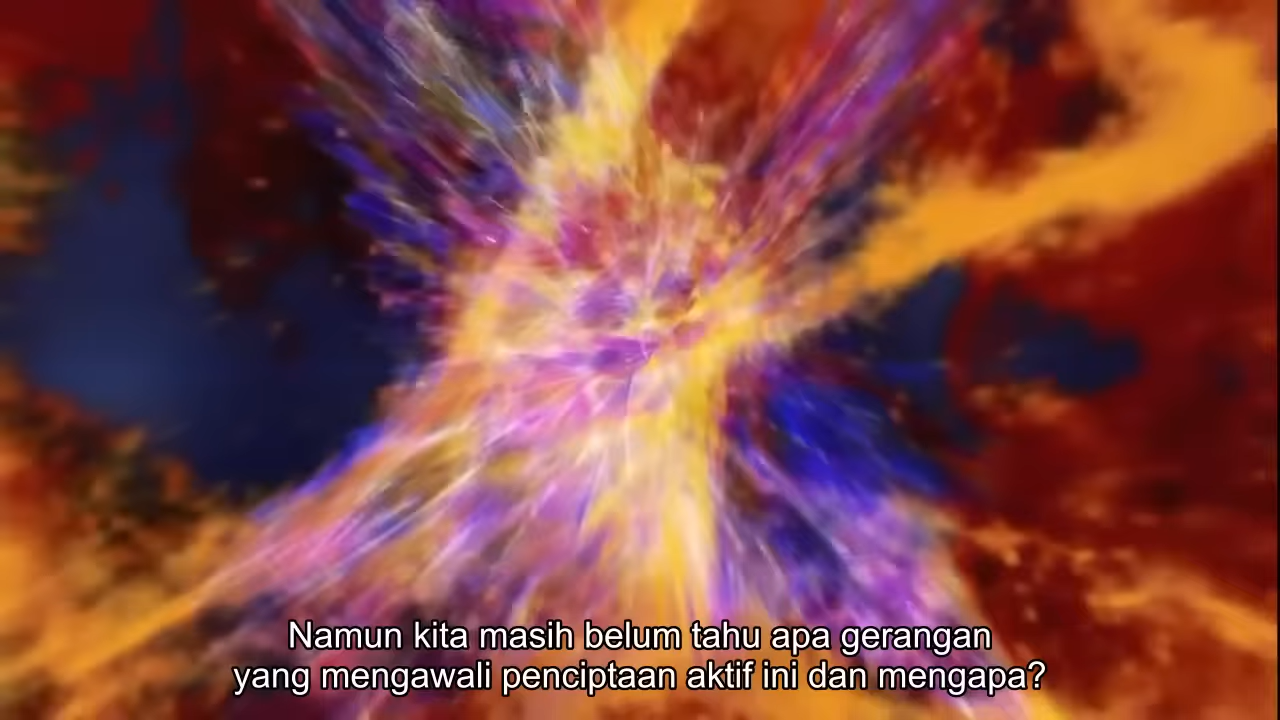 Namun kita masih belum tahu apa gerangan
yang mengawali penciptaan aktif ini dan mengapa?